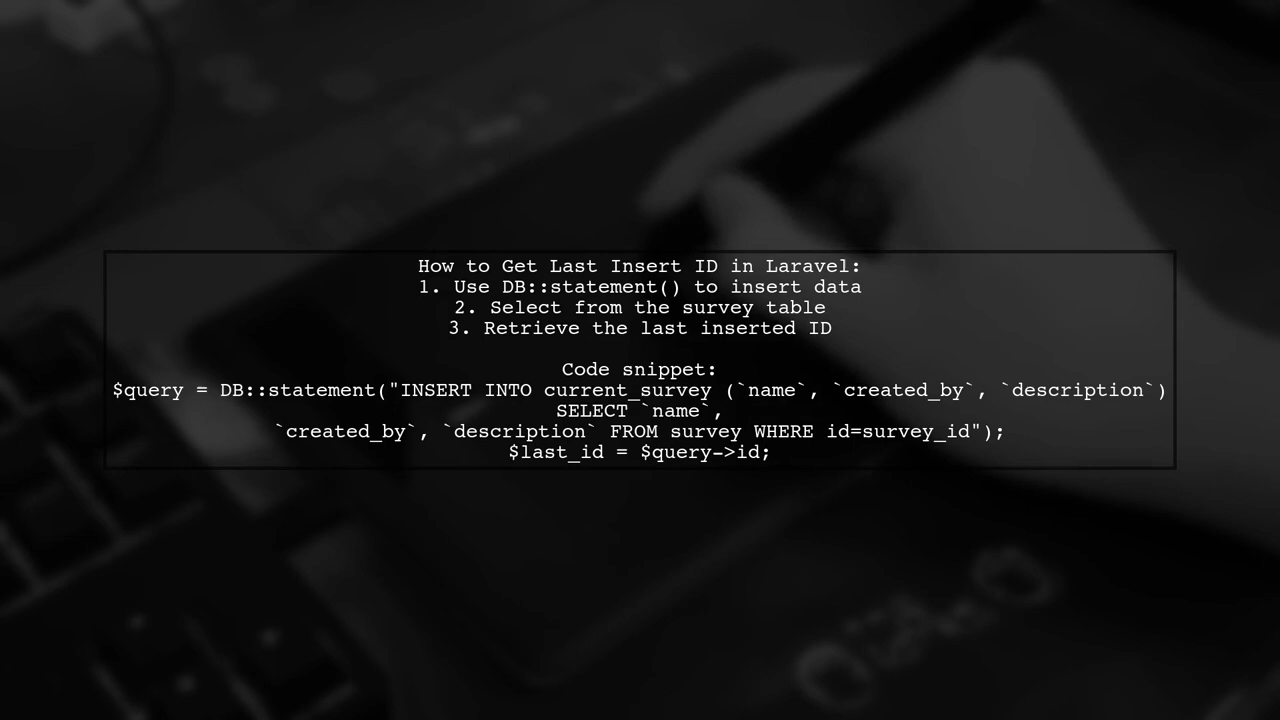 How to Get Last Insert ID in Laravel:
1. Use DB::statement() to insert data
2. Select from the survey table
3. Retrieve the last inserted ID
Code snippet:
$query = DB::statement("INSERT INTO current_survey (`name`, `created_by`, `description`)
SELECT `name`,
`created_by`, `description` FROM survey WHERE id=survey_id");
$last_id = $query->id;